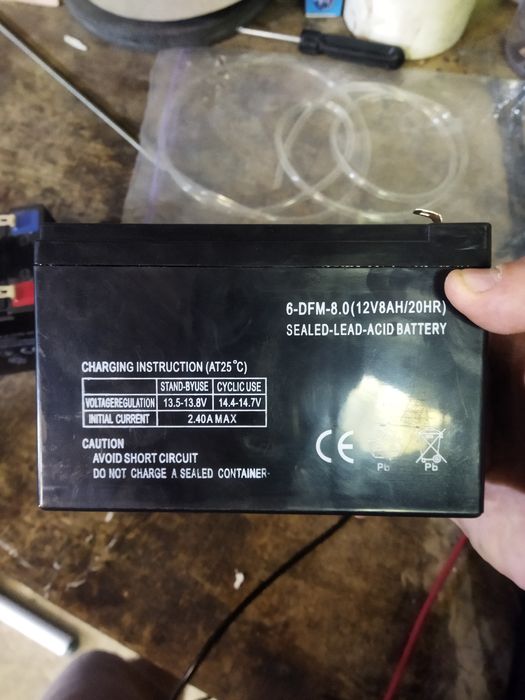 6-DFM-8.0(12V8AH/20HR)
SEALED-LEAD-ACID BATTERY
CHARGING INSTRUCTION (AT25°C)
STAND-BYUSE CYCLIC USE
VOLTAGEREGULATION 13.5-13.8V 14.4-14.7V
INITIAL CURRENT 2.40A MAX
CAUTION
AVOID SHORT CIRCUIT
DO NOT CHARGE A SEALED CONTAINER
CE Pb Pb